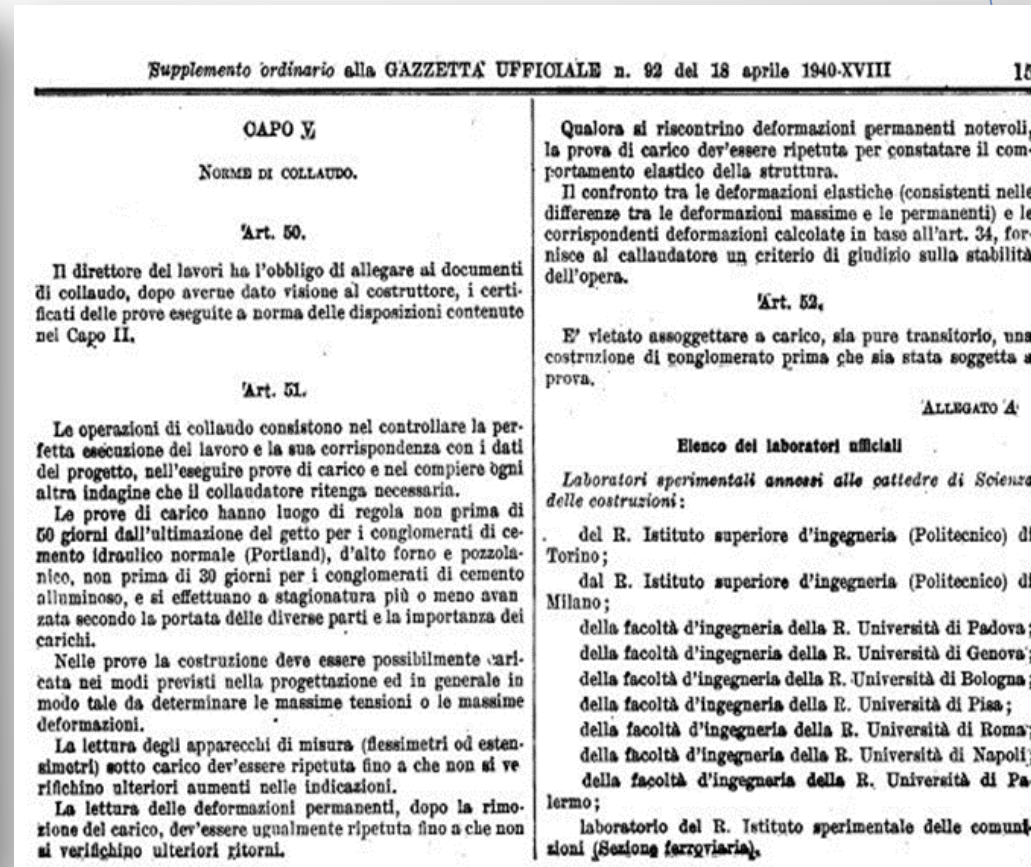 Supplemento ordinario alla GAZZETTA UFFICIALE n. 92 del 18 aprile 1940-XVIII 15
CAPO V
NORME DI COLLAUDO.
Art. 50.
Il direttore dei lavori ha l'obbligo di allegare ai documenti
di collaudo, dopo averne dato visione al costruttore, i certi-
ficati delle prove eseguite a norma delle disposizioni contenute
nel Capo II.
Art. 51.
Le operazioni di collaudo consistono nel controllare la per-
fetta esecuzione del lavoro e la sua corrispondenza con i dati
del progetto, nell'eseguire prove di carico e nel compiere ogni
altra indagine che il collaudatore ritenga necessaria.
Le prove di carico hanno luogo di regola non prima di
50 giorni dall'ultimazione del getto per i conglomerati di ce-
mento idraulico normale (Portland), d'alto forno e pozzola-
nico, non prima di 30 giorni per i conglomerati di cemento
alluminoso, e si effettuano a stagionatura più o meno avan
zata secondo la portata delle diverse parti e la importanza dei
carichi.
Nelle prove la costruzione deve essere possibilmente cari-
cata nei modi previsti nella progettazione ed in generale in
modo tale da determinare le massime tensioni o le massime
deformazioni.
La lettura degli apparecchi di misura (flessimetri od esten-
simetri) sotto carico dev'essere ripetuta fino a che non si ve
rifichino ulteriori aumenti nelle indicazioni.
La lettura delle deformazioni permanenti, dopo la rimo-
zione del carico, dev'essere ugualmente ripetuta fino a che non
si verifichino ulteriori ritorni.
Qualora si riscontrino deformazioni permanenti notevoli,
la prova di carico dev'essere ripetuta per constatare il com-
portamento elastico della struttura.
Il confronto tra le deformazioni elastiche (consistenti nelle
differenze tra le deformazioni massime e le permanenti) e le
corrispondenti deformazioni calcolate in base all'art. 34, for-
nisce al callaudatore un criterio di giudizio sulla stabilità
dell'opera.
Art. 52.
E' vietato assoggettare a carico, sia pure transitorio, una
costruzione di conglomerato prima che sia stata soggetta a
prova.
ALLEGATO A
Elenco dei laboratori ufficiali
Laboratori sperimentali annessi alle cattedre di Scienza
delle costruzioni:
del R. Istituto superiore d'ingegneria (Politecnico) di
Torino;
dal R. Istituto superiore d'ingegneria (Politecnico) di
Milano;
della facoltà d'ingegneria della R. Università di Padova;
della facoltà d'ingegneria della R. Università di Genova;
della facoltà d'ingegneria della R. Università di Bologna;
della facoltà d'ingegneria della R. Università di Pisa;
della facoltà d'ingegneria della R. Università di Roma;
della facoltà d'ingegneria della R. Università di Napoli;
della facoltà d'ingegneria della R. Università di Pa
lermo;
laboratorio del R. Istituto sperimentale delle comuni-
zioni (Sezione ferroviaria).